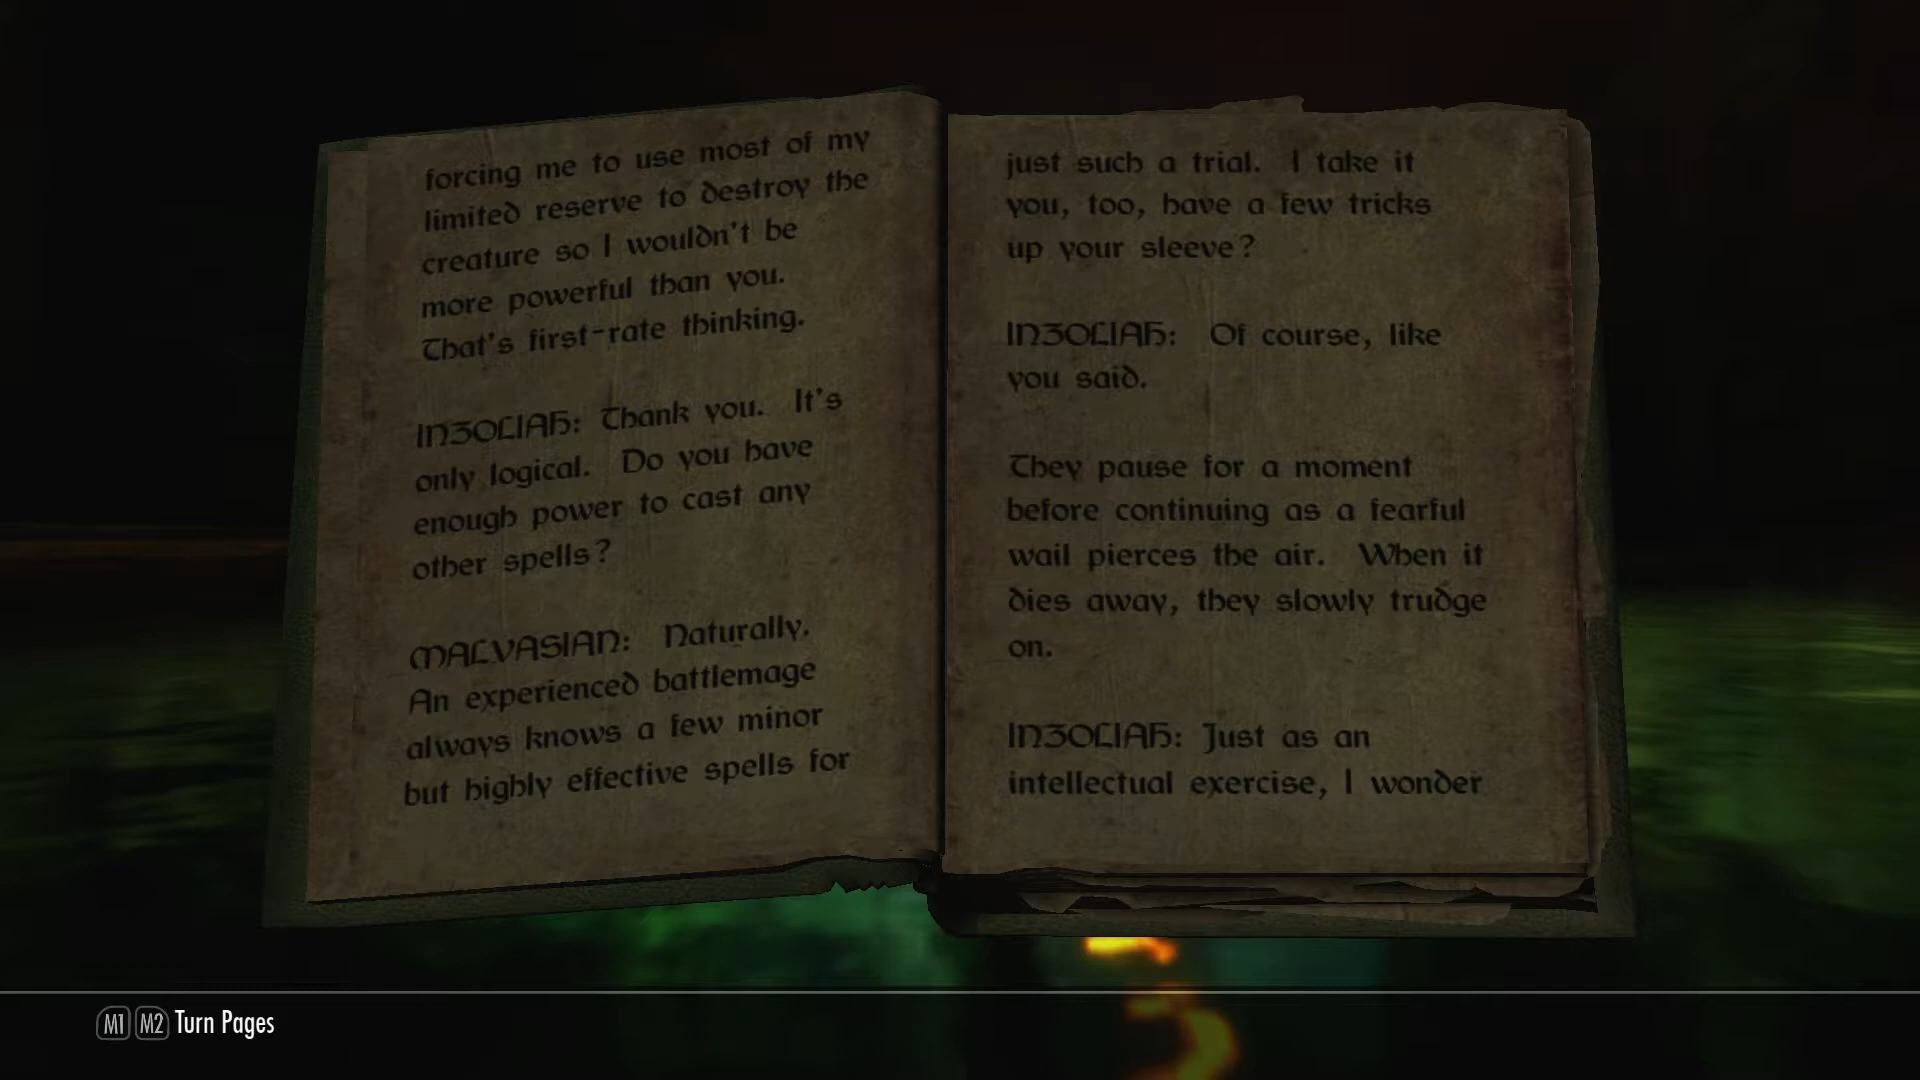 forcing me to use most of my
limited reserve to destroy the
creature so I wouldn't be
more powerful than you.
That's first-rate thinking.
INZOLIAH: Thank you. It's
only logical. Do you have
enough power to cast any
other spells?
MALVASIAN: Naturally.
An experienced battlemage
always knows a few minor
but highly effective spells for
just such a trial. I take it
you, too, have a few tricks
up your sleeve?
INZOLIAH: Of course, like
you said.
They pause for a moment
before continuing as a fearful
wail pierces the air. When it
dies away, they slowly trudge
on.
INZOLIAH: Just as an
intellectual exercise, I wonder
M1 M2 Turn Pages